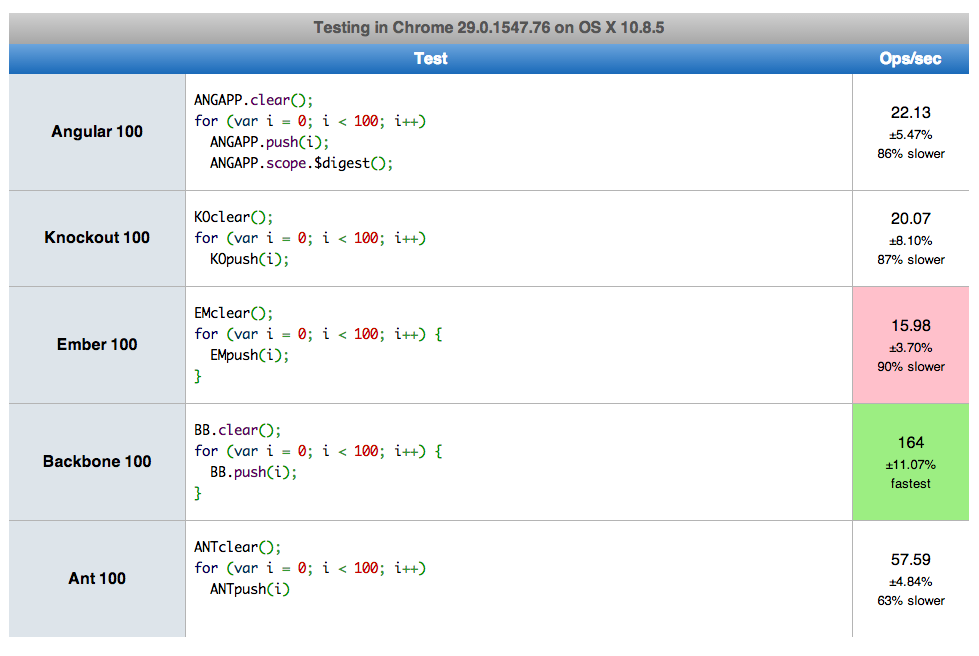 Testing in Chrome 29.0.1547.76 on OS X 10.8.5
Test Ops/sec
Angular 100
ANGAPP.clear();
for (var i = 0; i < 100; i++)
  ANGAPP.push(i);
  ANGAPP.scope.$digest();
22.13
±5.47%
86% slower
Knockout 100
KOclear();
for (var i = 0; i < 100; i++)
  KOpush(i);
20.07
±8.10%
87% slower
Ember 100
EMclear();
for (var i = 0; i < 100; i++) {
  EMpush(i);
}
15.98
±3.70%
90% slower
Backbone 100
BB.clear();
for (var i = 0; i < 100; i++) {
  BB.push(i);
}
164
±11.07%
fastest
Ant 100
ANTclear();
for (var i = 0; i < 100; i++)
  ANTpush(i)
57.59
±4.84%
63% slower